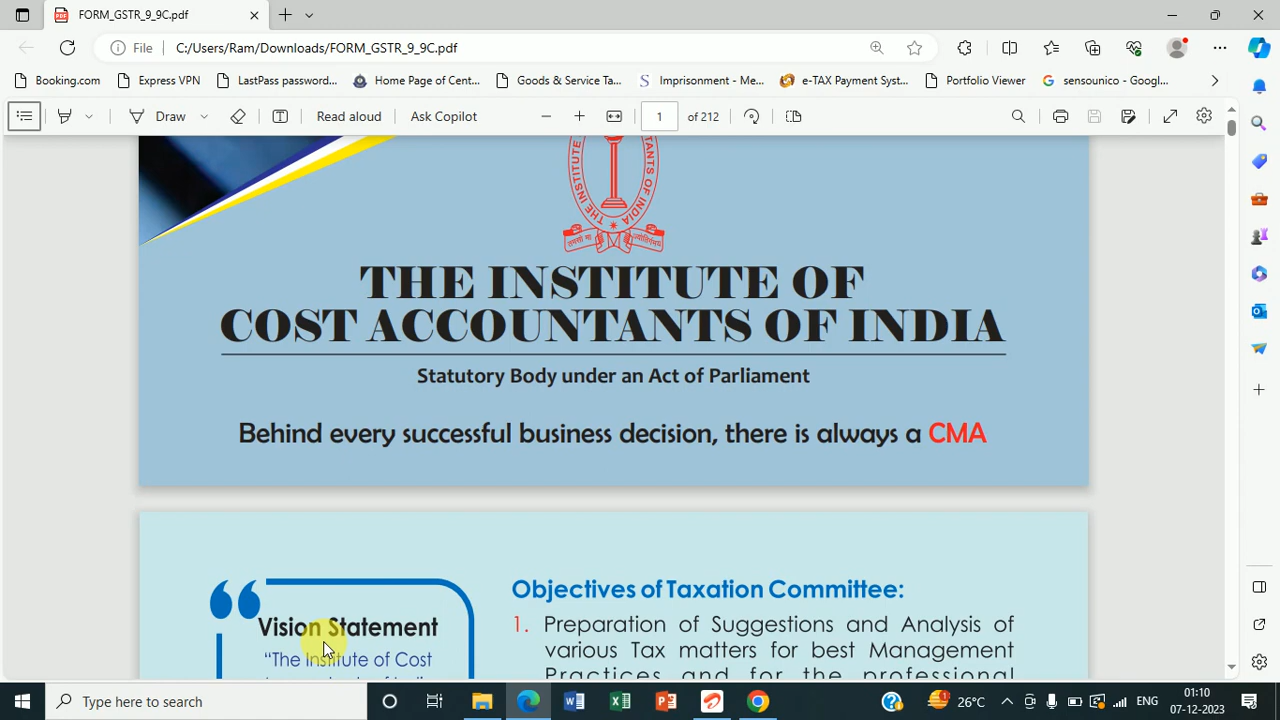 FORM_GSTR_9_9C.pdf
File C:/Users/Ram/Downloads/FORM_GSTR_9_9C.pdf
Booking.com Express VPN LastPass password... Home Page of Cent... Goods & Service Ta... Imprisonment - Me... e-TAX Payment Syst... Portfolio Viewer sensounico - Googl...
Draw Read aloud Ask Copilot 1 of 212
THE INSTITUTE OF
COST ACCOUNTANTS OF INDIA
Statutory Body under an Act of Parliament
Behind every successful business decision, there is always a CMA
Objectives of Taxation Committee:
Vision Statement
"The Institute of Cost
1. Preparation of Suggestions and Analysis of
various Tax matters for best Management
Practices and for the professional
Type here to search
26°C ENG 01:10
07-12-2023